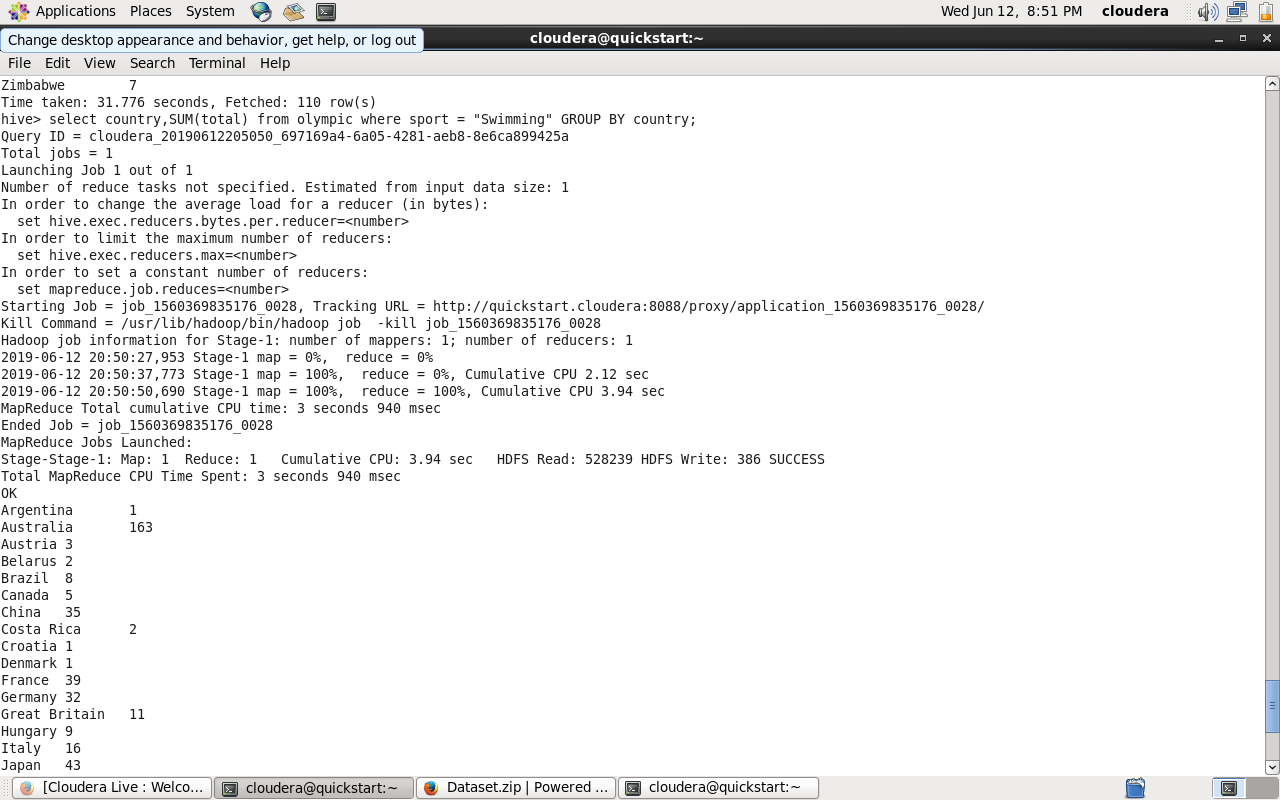 Applications Places System Wed Jun 12, 8:51 PM cloudera
Change desktop appearance and behavior, get help, or log out
cloudera@quickstart:~
File Edit View Search Terminal Help
Zimbabwe 7
Time taken: 31.776 seconds, Fetched: 110 row(s)
hive> select country,SUM(total) from olympic where sport = "Swimming" GROUP BY country;
Query ID = cloudera_20190612205050_697169a4-6a05-4281-aeb8-8e6ca899425a
Total jobs = 1
Launching Job 1 out of 1
Number of reduce tasks not specified. Estimated from input data size: 1
In order to change the average load for a reducer (in bytes):
  set hive.exec.reducers.bytes.per.reducer=<number>
In order to limit the maximum number of reducers:
  set hive.exec.reducers.max=<number>
In order to set a constant number of reducers:
  set mapreduce.job.reduces=<number>
Starting Job = job_1560369835176_0028, Tracking URL = http://quickstart.cloudera:8088/proxy/application_1560369835176_0028/
Kill Command = /usr/lib/hadoop/bin/hadoop job  -kill job_1560369835176_0028
Hadoop job information for Stage-1: number of mappers: 1; number of reducers: 1
2019-06-12 20:50:27,953 Stage-1 map = 0%,  reduce = 0%
2019-06-12 20:50:37,773 Stage-1 map = 100%,  reduce = 0%, Cumulative CPU 2.12 sec
2019-06-12 20:50:50,690 Stage-1 map = 100%,  reduce = 100%, Cumulative CPU 3.94 sec
MapReduce Total cumulative CPU time: 3 seconds 940 msec
Ended Job = job_1560369835176_0028
MapReduce Jobs Launched:
Stage-Stage-1: Map: 1  Reduce: 1   Cumulative CPU: 3.94 sec   HDFS Read: 528239 HDFS Write: 386 SUCCESS
Total MapReduce CPU Time Spent: 3 seconds 940 msec
OK
Argentina 1
Australia 163
Austria 3
Belarus 2
Brazil 8
Canada 5
China 35
Costa Rica 2
Croatia 1
Denmark 1
France 39
Germany 32
Great Britain 11
Hungary 9
Italy 16
Japan 43
[Cloudera Live : Welco... cloudera@quickstart:~ Dataset.zip | Powered ... cloudera@quickstart:~